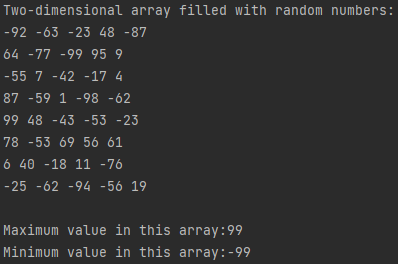 Two-dimensional array filled with random numbers:
-92 -63 -23 48 -87
64 -77 -99 95 9
-55 7 -42 -17 4
87 -59 1 -98 -62
99 48 -43 -53 -23
78 -53 69 56 61
6 40 -18 11 -76
-25 -62 -94 -56 19
Maximum value in this array:99
Minimum value in this array:-99